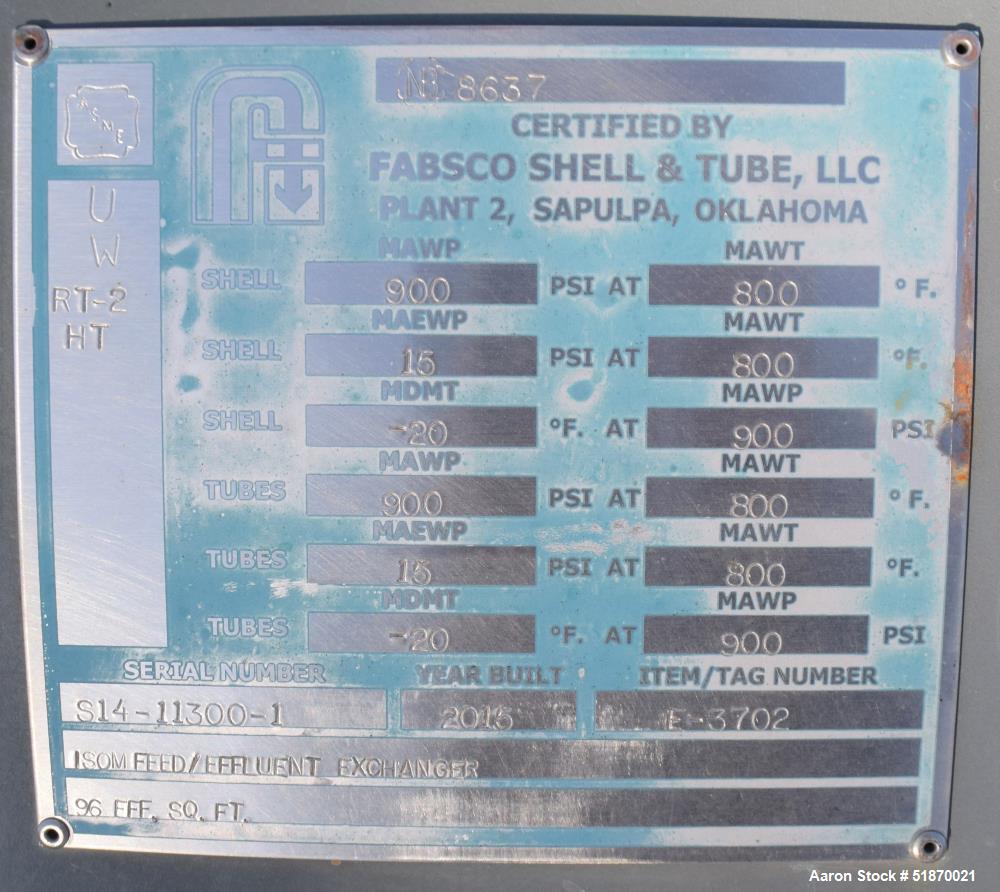 NB 8637
ASME
CERTIFIED BY
FABSCO SHELL & TUBE, LLC
PLANT 2, SAPULPA, OKLAHOMA
U
W
RT-2
HT
MAWP MAWT
SHELL 900 PSI AT 800 °F.
MAEWP MAWT
SHELL 15 PSI AT 800 °F.
MDMT MAWP
SHELL -20 °F. AT 900 PSI
MAWP MAWT
TUBES 900 PSI AT 800 °F.
MAEWP MAWT
TUBES 15 PSI AT 800 °F.
MDMT MAWP
TUBES -20 °F. AT 900 PSI
SERIAL NUMBER YEAR BUILT ITEM/TAG NUMBER
S14-11300-1 2015 E-3702
ISOM FEED/EFFLUENT EXCHANGER
96 EFF. SQ. FT.
Aaron Stock # 51870021